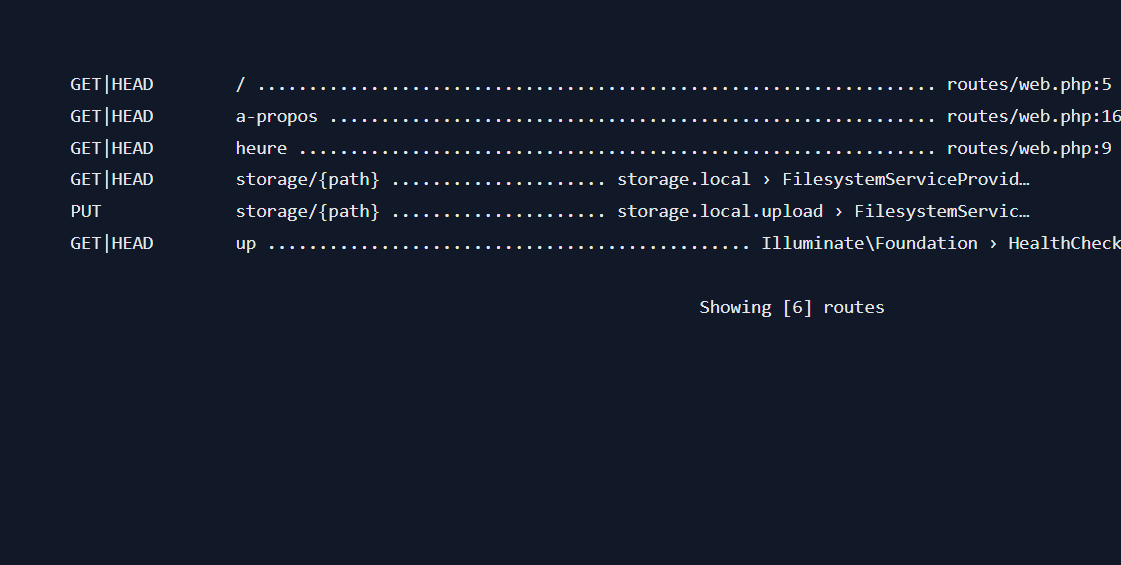 GET|HEAD / .................................................................. routes/web.php:5
GET|HEAD a-propos ........................................................... routes/web.php:16
GET|HEAD heure .............................................................. routes/web.php:9
GET|HEAD storage/{path} ..................... storage.local › FilesystemServiceProvid…
PUT storage/{path} ..................... storage.local.upload › FilesystemServic…
GET|HEAD up ............................................... Illuminate\Foundation › HealthCheck
Showing [6] routes